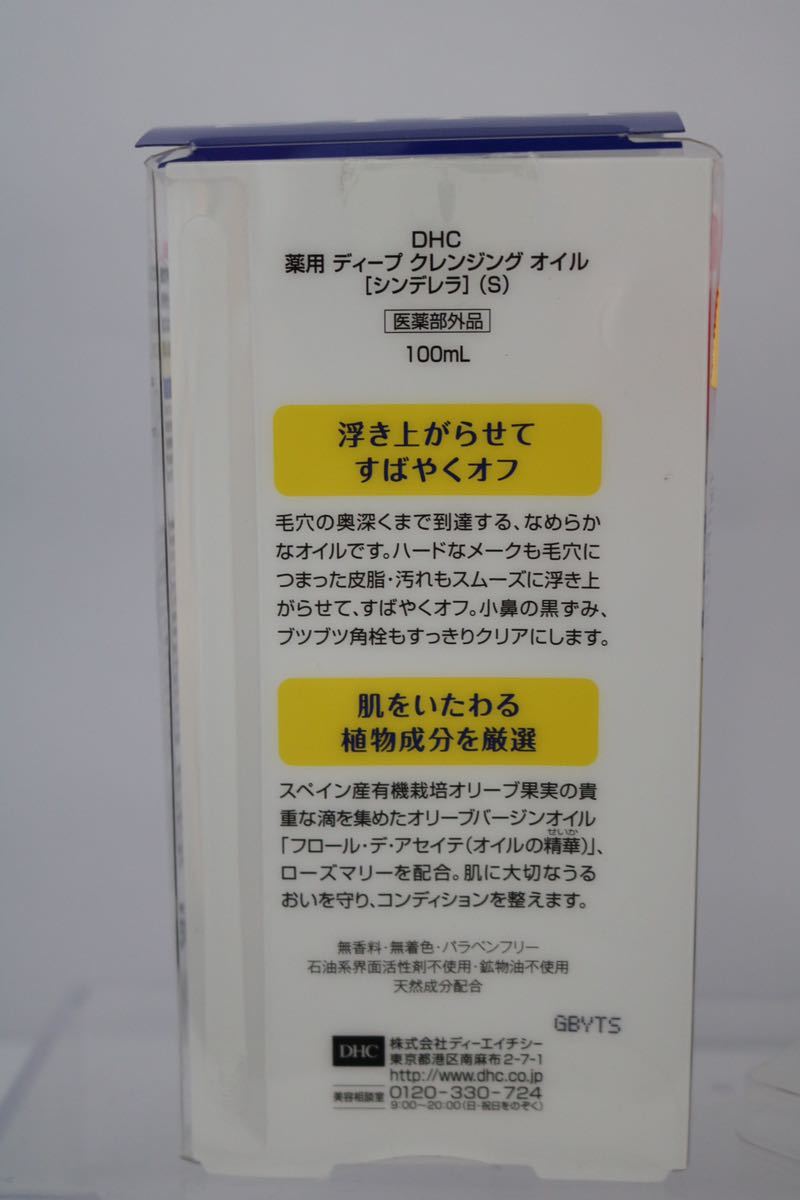 DHC
薬用 ディープ クレンジング オイル
[シンデレラ] (S)
医薬部外品
100mL
浮き上がらせて
すばやくオフ
毛穴の奥深くまで到達する、なめらか
なオイルです。ハードなメークも毛穴に
つまった皮脂・汚れもスムーズに浮き上
がらせて、すばやくオフ。小鼻の黒ずみ、
ブツブツ角栓もすっきりクリアにします。
肌をいたわる
植物成分を厳選
スペイン産有機栽培オリーブ果実の貴
重な滴を集めたオリーブバージンオイル
せいか
「フロール・デ・アセイテ(オイルの精華)」、
ローズマリーを配合。肌に大切なうる
おいを守り、コンディションを整えます。
無香料・無着色・パラベンフリー
石油系界面活性剤不使用・鉱物油不使用
天然成分配合
GBYTS
DHC 株式会社ディーエイチシー
東京都港区南麻布2-7-1
http://www.dhc.co.jp
美容相談室 0120-330-724
9:00~20:00(日・祝日をのぞく)